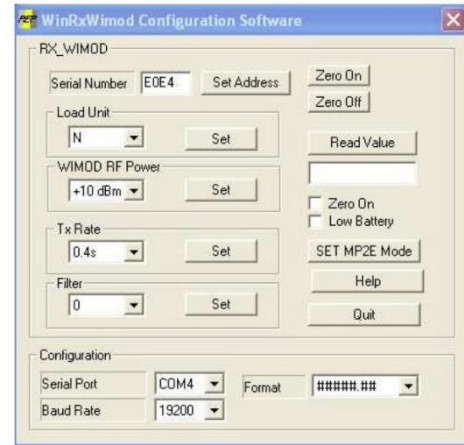 PEP WinRxWimod Configuration Software
RX_WIMOD
Serial Number E0E4 Set Address Zero On
Zero Off
Load Unit
N Set Read Value
WIMOD RF Power
+10 dBm Set
Zero On
Low Battery
Tx Rate
0.4s Set SET MP2E Mode
Help
Filter
0 Set Quit
Configuration
Serial Port COM4 Format #####.##
Baud Rate 19200